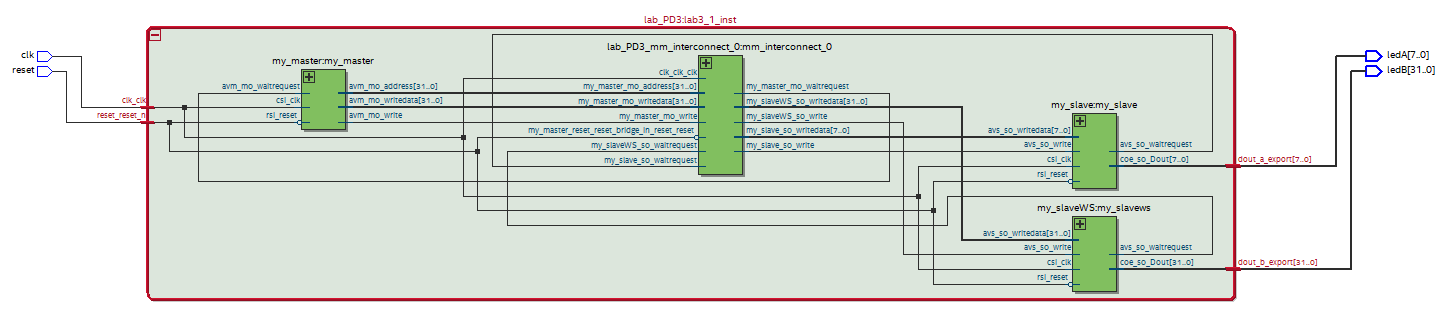 lab_PD3:lab3_1_inst
clk
reset
clk_clk
reset_reset_n
my_master:my_master
avm_mo_waitrequest
csi_clk
rsi_reset
avm_mo_address[31..0]
avm_mo_writedata[31..0]
avm_mo_write
lab_PD3_mm_interconnect_0:mm_interconnect_0
clk_clk_clk
my_master_mo_address[31..0]
my_master_mo_writedata[31..0]
my_master_mo_write
my_master_reset_reset_bridge_in_reset_reset
my_slaveWS_so_waitrequest
my_slave_so_waitrequest
my_master_mo_waitrequest
my_slaveWS_so_writedata[31..0]
my_slaveWS_so_write
my_slave_so_writedata[7..0]
my_slave_so_write
my_slave:my_slave
avs_so_writedata[7..0]
avs_so_write
csi_clk
rsi_reset
avs_so_waitrequest
coe_so_Dout[7..0]
my_slaveWS:my_slavews
avs_so_writedata[31..0]
avs_so_write
csi_clk
rsi_reset
avs_so_waitrequest
coe_so_Dout[31..0]
dout_a_export[7..0]
dout_b_export[31..0]
ledA[7..0]
ledB[31..0]